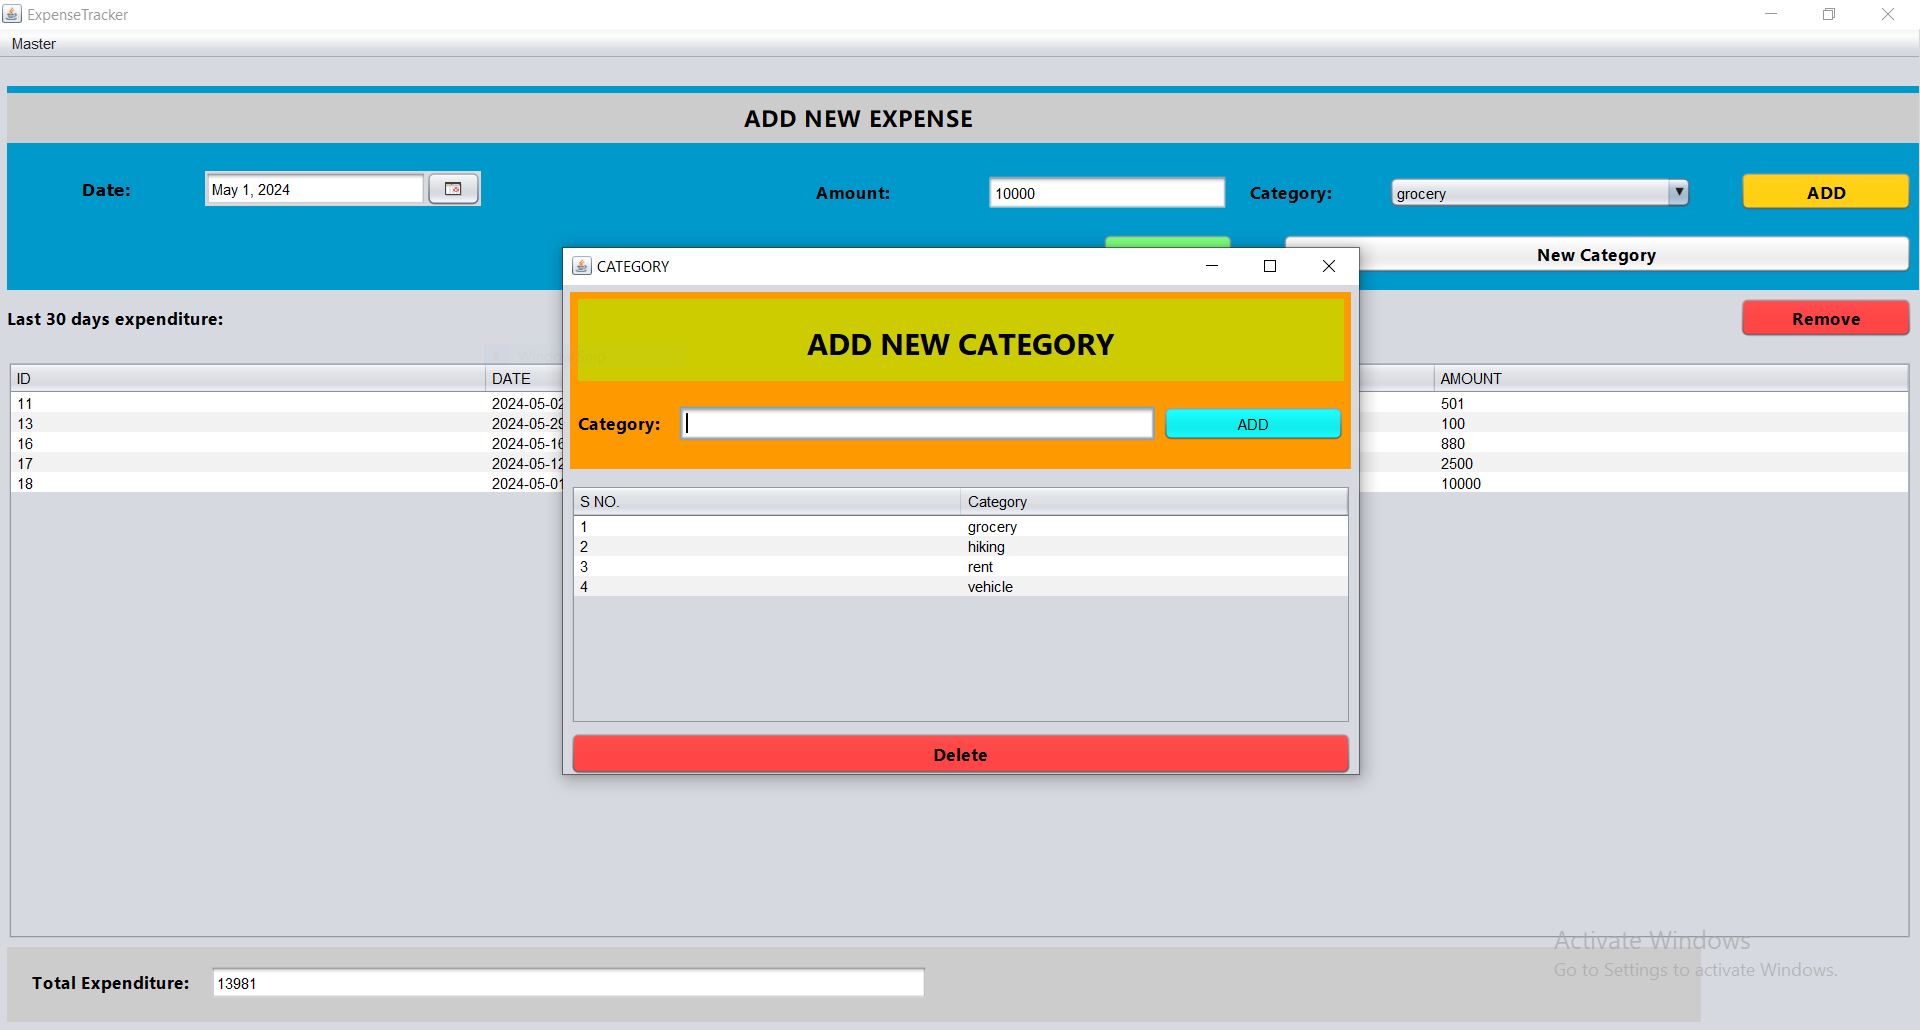 ExpenseTracker
Master
ADD NEW EXPENSE
Date: May 1, 2024 Amount: 10000 Category: grocery ADD
New Category
CATEGORY
Last 30 days expenditure: Remove
ADD NEW CATEGORY
Category: ADD
ID DATE AMOUNT
11 2024-05-02 501
13 2024-05-29 100
16 2024-05-16 880
17 2024-05-12 2500
18 2024-05-01 10000
S NO. Category
1 grocery
2 hiking
3 rent
4 vehicle
Delete
Activate Windows
Go to Settings to activate Windows.
Total Expenditure: 13981